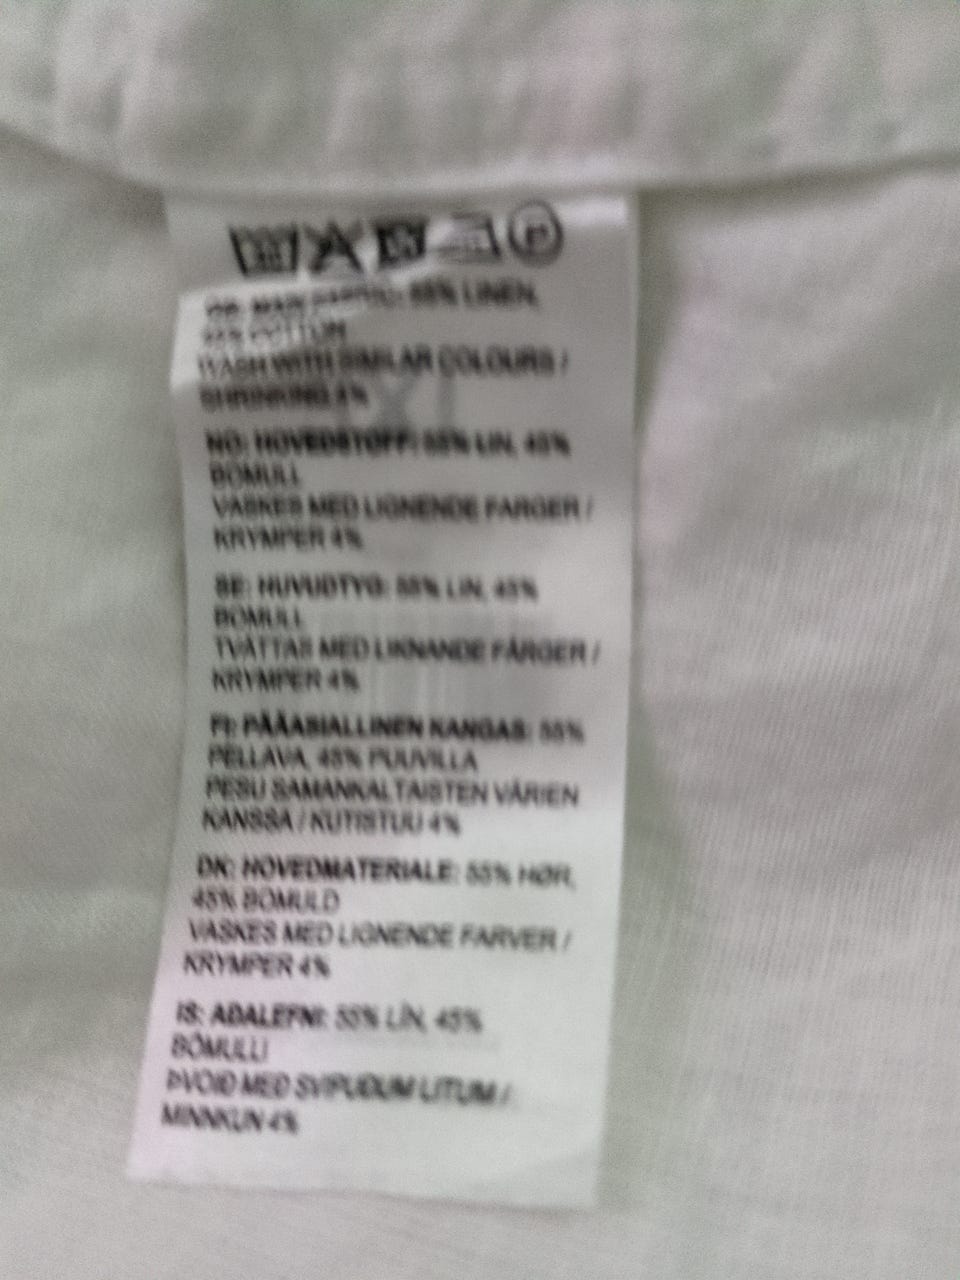 P
GB: MAIN FABRIC: 55% LINEN,
45% COTTON
WASH WITH SIMILAR COLOURS /
SHRINKING 4%
NO: HOVEDSTOFF: 55% LIN, 45%
BOMULL
VASKES MED LIGNENDE FARGER /
KRYMPER 4%
SE: HUVUDTYG: 55% LIN, 45%
BOMULL
TVÄTTAS MED LIKNANDE FÄRGER /
KRYMPER 4%
FI: PÄÄASIALLINEN KANGAS: 55%
PELLAVA, 45% PUUVILLA
PESU SAMANKALTAISTEN VÄRIEN
KANSSA / KUTISTUU 4%
DK: HOVEDMATERIALE: 55% HØR,
45% BOMULD
VASKES MED LIGNENDE FARVER /
KRYMPER 4%
IS: AÐALEFNI: 55% LÍN, 45%
BÓMULLI
ÞVOIÐ MED SVIPUÐUM LITUM /
MINNKUN 4%